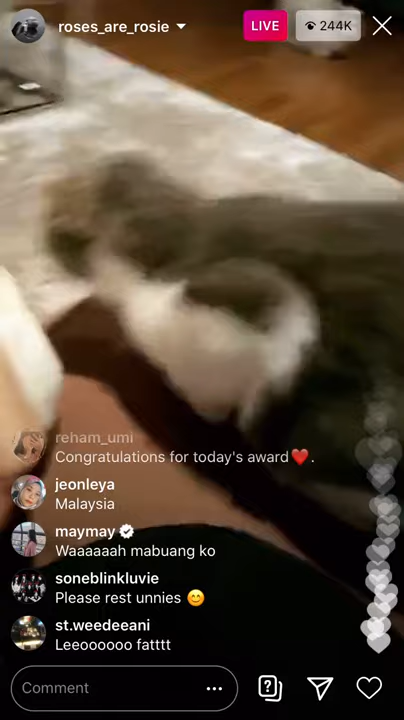 roses_are_rosie
LIVE
244K
reham_umi
Congratulations for today's award❤️.
jeonleya
Malaysia
maymay
Waaaaaah mabuang ko
soneblinkluvie
Please rest unnies 😊
st.weedeeani
Leeoooooo fatttt
Comment